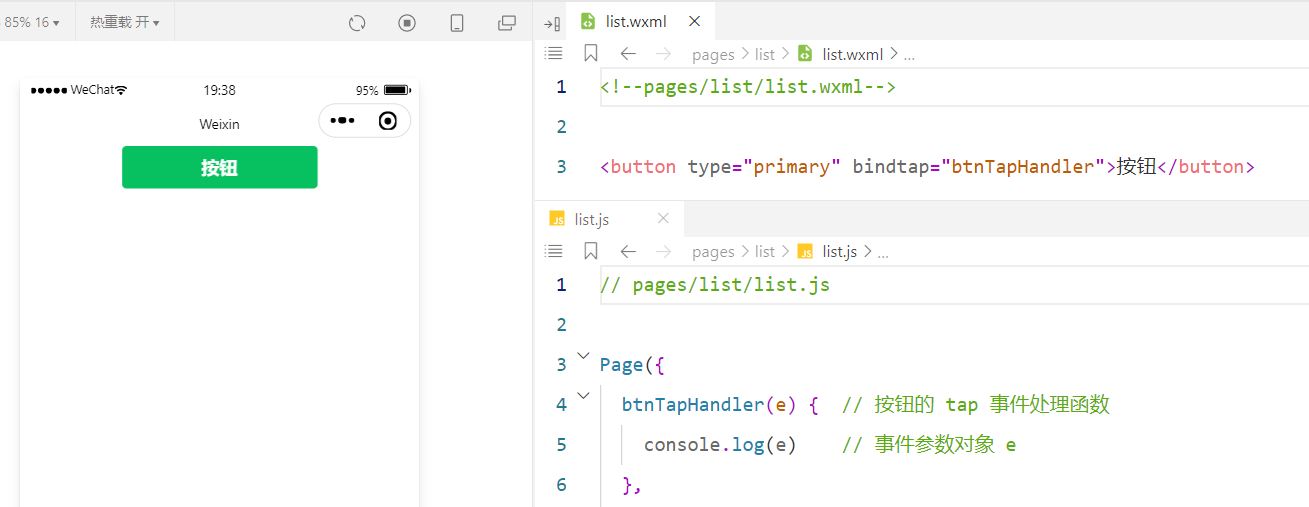 85% 16 热重载 开
WeChat 19:38 95%
Weixin
按钮
list.wxml
pages list list.wxml ...
1 <!--pages/list/list.wxml-->
2
3 <button type="primary" bindtap="btnTapHandler">按钮</button>
JS list.js
pages list JS list.js ...
1 // pages/list/list.js
2
3 Page({
4 btnTapHandler(e) { // 按钮的 tap 事件处理函数
5 console.log(e) // 事件参数对象 e
6 },